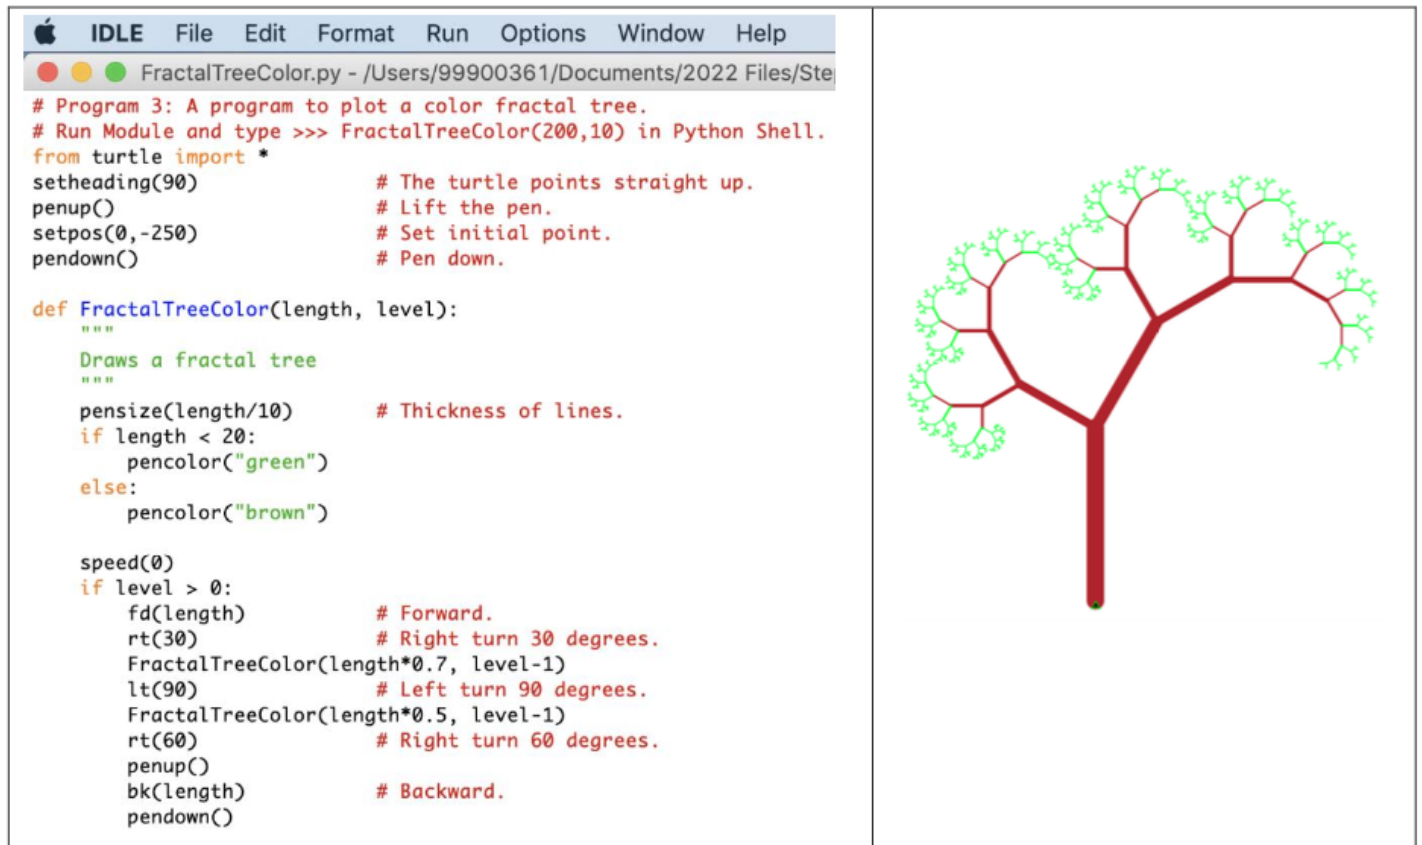 IDLE File Edit Format Run Options Window Help
FractalTreeColor.py - /Users/99900361/Documents/2022 Files/Ste
# Program 3: A program to plot a color fractal tree.
# Run Module and type >>> FractalTreeColor(200,10) in Python Shell.
from turtle import *
setheading(90) # The turtle points straight up.
penup() # Lift the pen.
setpos(0,-250) # Set initial point.
pendown() # Pen down.
def FractalTreeColor(length, level):
"""
Draws a fractal tree
"""
pensize(length/10) # Thickness of lines.
if length < 20:
pencolor("green")
else:
pencolor("brown")
speed(0)
if level > 0:
fd(length) # Forward.
rt(30) # Right turn 30 degrees.
FractalTreeColor(length*0.7, level-1)
lt(90) # Left turn 90 degrees.
FractalTreeColor(length*0.5, level-1)
rt(60) # Right turn 60 degrees.
penup()
bk(length) # Backward.
pendown()